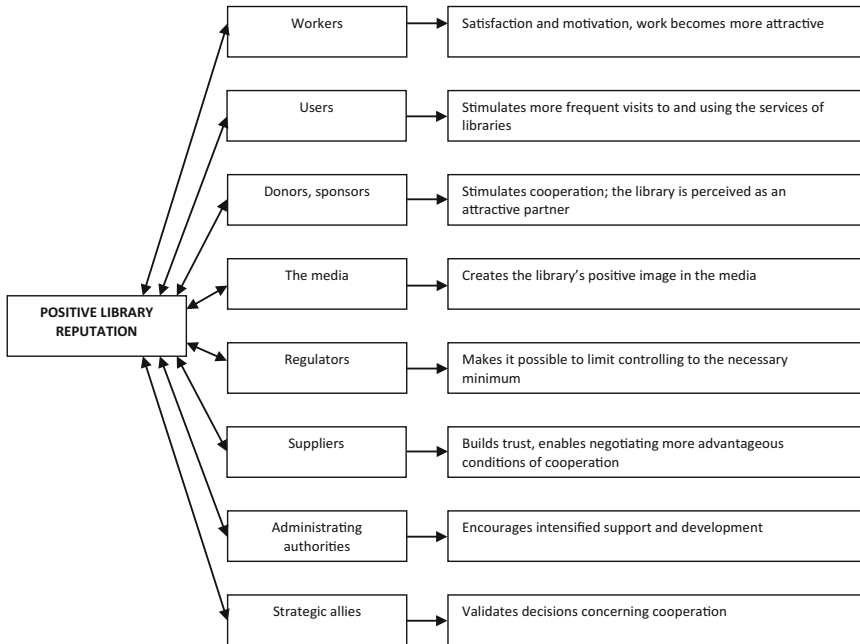 Workers
Satisfaction and motivation, work becomes more attractive
Users
Stimulates more frequent visits to and using the services of
libraries
Donors, sponsors
Stimulates cooperation; the library is perceived as an
attractive partner
The media
Creates the library’s positive image in the media
POSITIVE LIBRARY
REPUTATION
Regulators
Makes it possible to limit controlling to the necessary
minimum
Suppliers
Builds trust, enables negotiating more advantageous
conditions of cooperation
Administrating
authorities
Encourages intensified support and development
Strategic allies
Validates decisions concerning cooperation